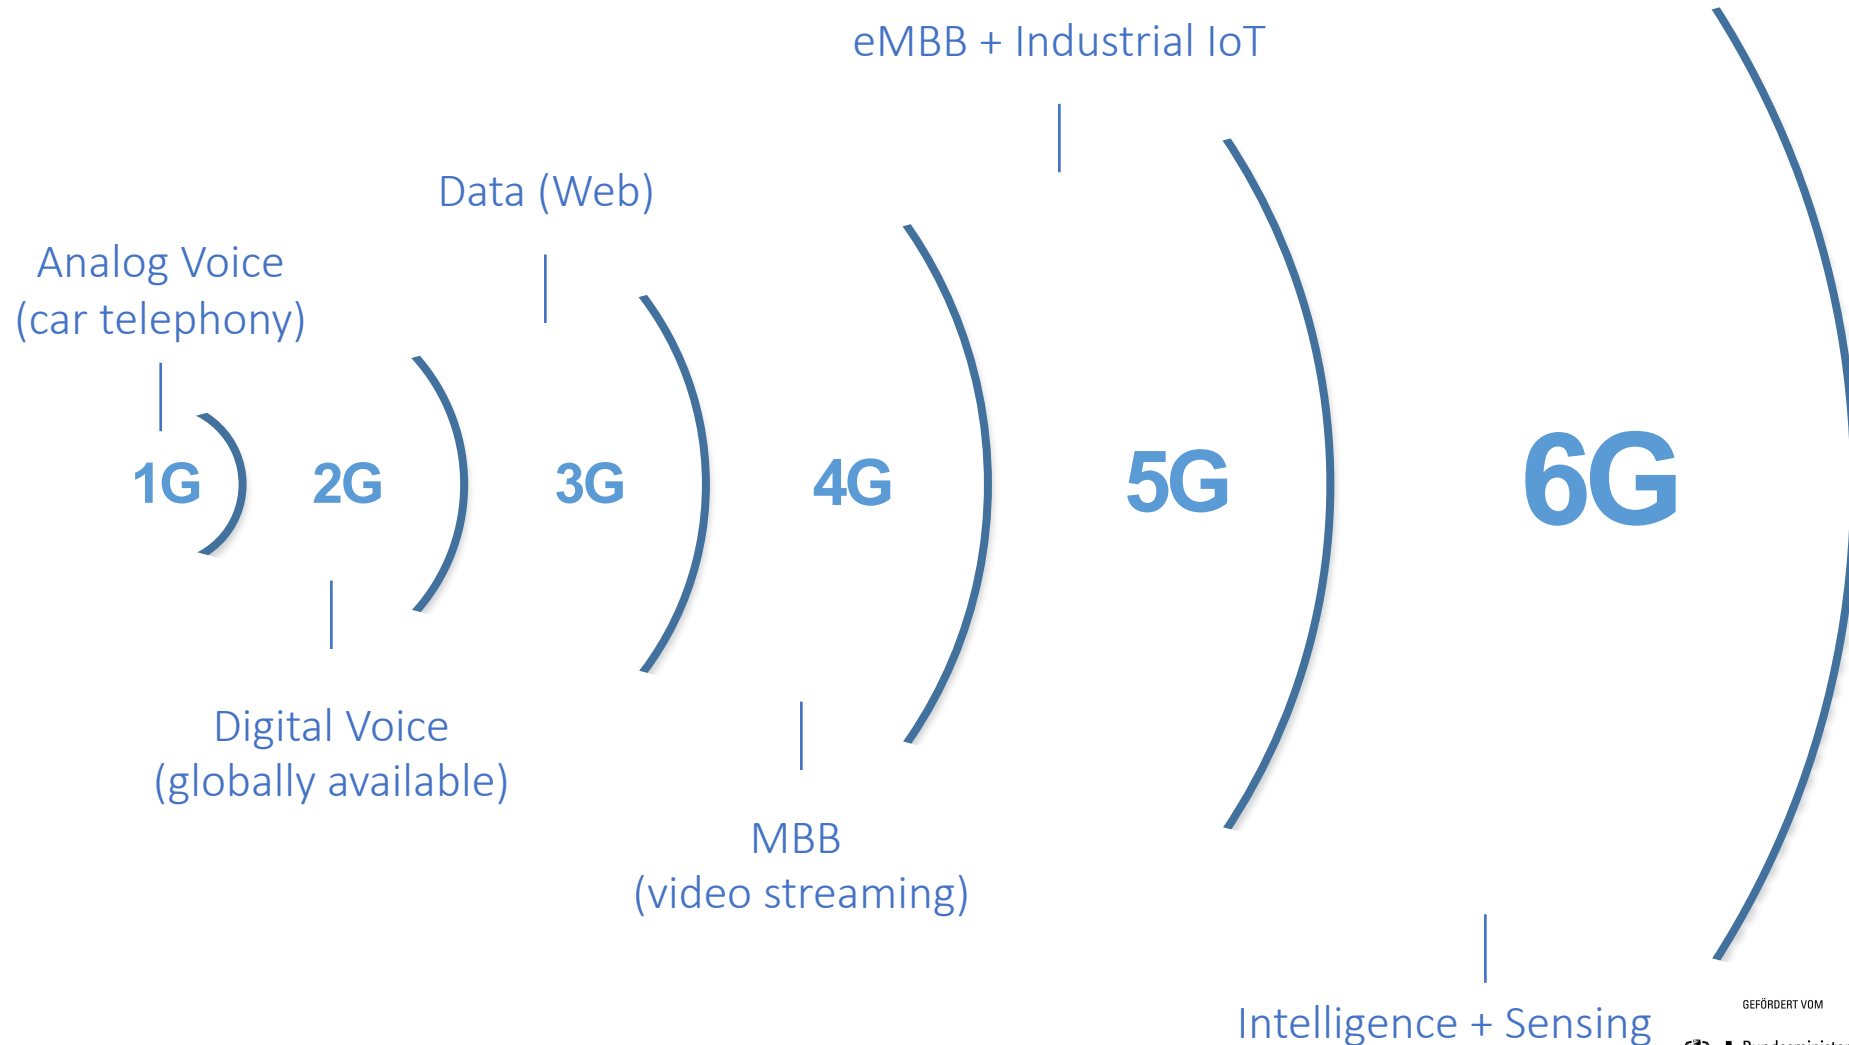 eMBB + Industrial IoT
Data (Web)
Analog Voice
(car telephony)
1G
2G
3G
4G
5G
6G
Digital Voice
(globally available)
MBB
(video streaming)
Intelligence + Sensing
GEFÖRDERT VOM